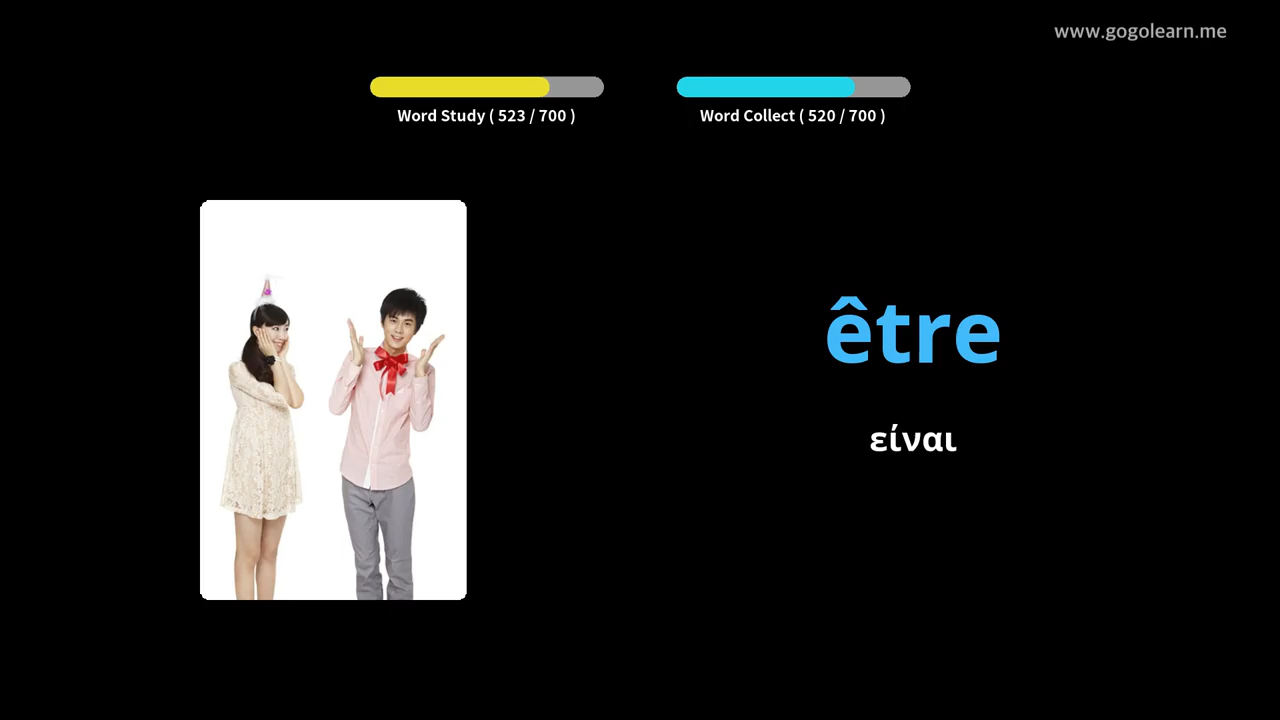 www.gogolearn.me
Word Study ( 523 / 700 )
Word Collect ( 520 / 700 )
être
είναι